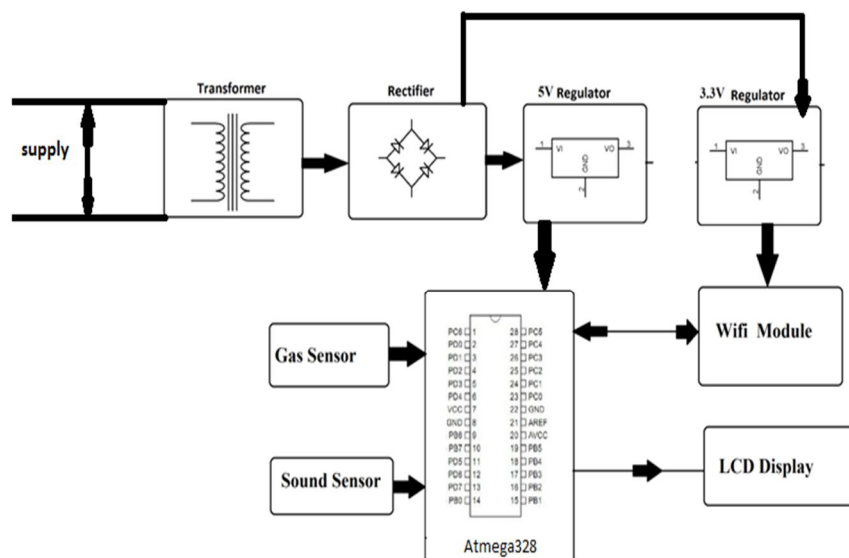 Transformer
Rectifier
5V Regulator
3.3V Regulator
supply
1 VI VO 3
GND
2
1 VI VO 3
GND
2
Gas Sensor
Sound Sensor
PC6 1 28 PC5
PD0 2 27 PC4
PD1 3 26 PC3
PD2 4 25 PC2
PD3 5 24 PC1
PD4 6 23 PC0
VCC 7 22 GND
GND 8 21 AREF
PB6 9 20 AVCC
PB7 10 19 PB5
PD5 11 18 PB4
PD6 12 17 PB3
PD7 13 16 PB2
PB0 14 15 PB1
Atmega328
Wifi Module
LCD Display